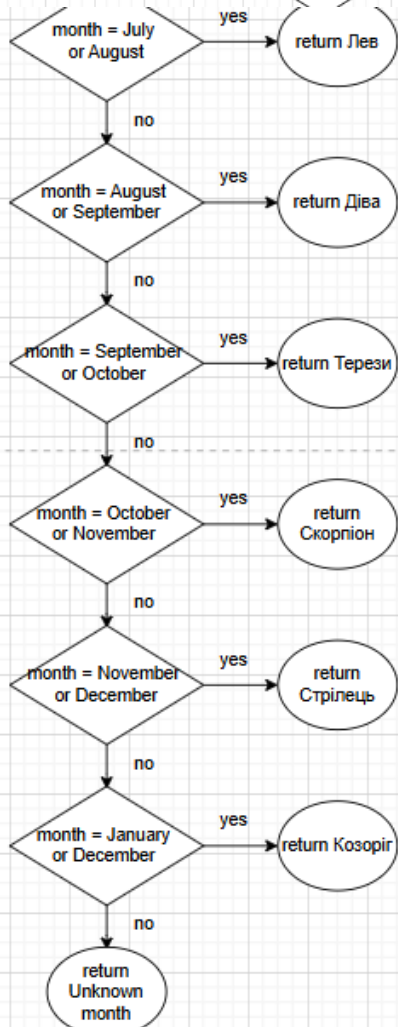 month = July
or August
yes
return Лев
no
month = August
or September
yes
return Діва
no
month = September
or October
yes
return Терези
no
month = October
or November
yes
return
Скорпіон
no
month = November
or December
yes
return
Стрілець
no
month = January
or December
yes
return Козоріг
no
return
Unknown
month